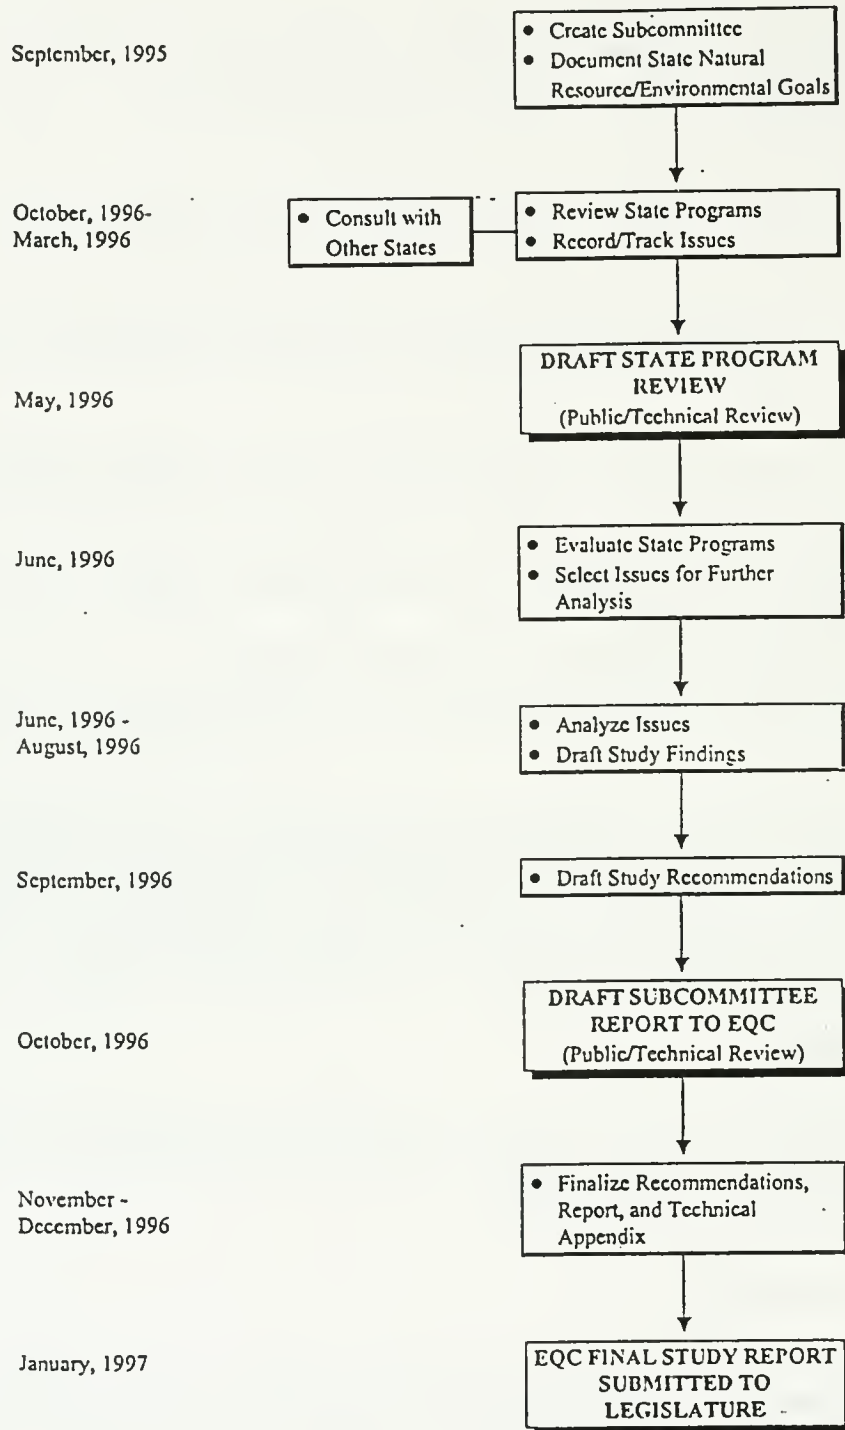 September, 1995
• Create Subcommittee
• Document State Natural
Resource/Environmental Goals
October, 1996-
March, 1996
• Consult with
Other States
• Review State Programs
• Record/Track Issues
May, 1996
DRAFT STATE PROGRAM
REVIEW
(Public/Technical Review)
June, 1996
• Evaluate State Programs
• Select Issues for Further
Analysis
June, 1996 -
August, 1996
• Analyze Issues
• Draft Study Findings
September, 1996
• Draft Study Recommendations
October, 1996
DRAFT SUBCOMMITTEE
REPORT TO EQC
(Public/Technical Review)
November -
December, 1996
• Finalize Recommendations,
Report, and Technical
Appendix
January, 1997
EQC FINAL STUDY REPORT
SUBMITTED TO
LEGISLATURE